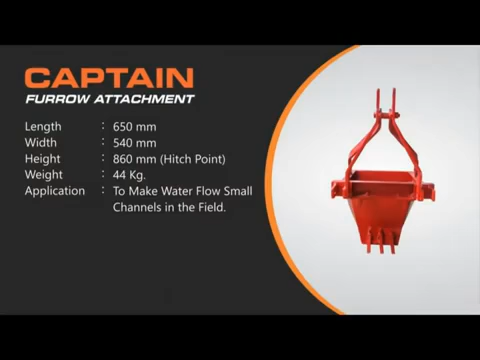 CAPTAIN
FURROW ATTACHMENT
Length : 650 mm
Width : 540 mm
Height : 860 mm (Hitch Point)
Weight : 44 Kg.
Application : To Make Water Flow Small
Channels in the Field.